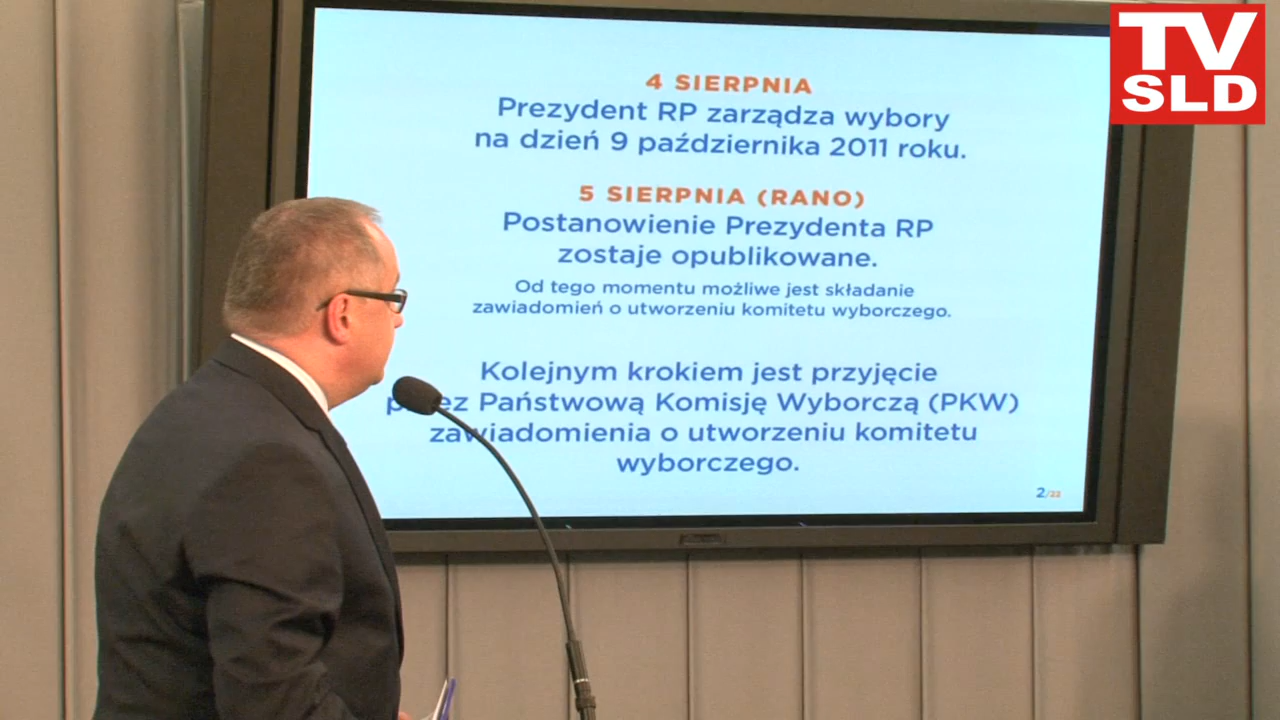 TV
SLD
4 SIERPNIA
Prezydent RP zarządza wybory
na dzień 9 października 2011 roku.
5 SIERPNIA (RANO)
Postanowienie Prezydenta RP
zostaje opublikowane.
Od tego momentu możliwe jest składanie
zawiadomień o utworzeniu komitetu wyborczego.
Kolejnym krokiem jest przyjęcie
przez Państwową Komisję Wyborczą (PKW)
zawiadomienia o utworzeniu komitetu
wyborczego.
2/22